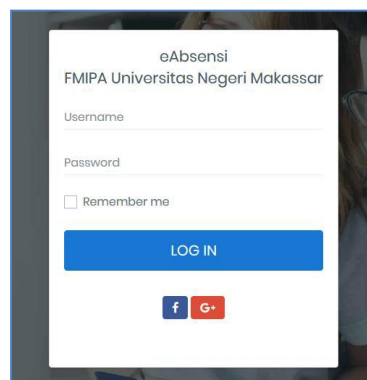 eAbsensi
FMIPA Universitas Negeri Makassar
Username
Password
Remember me
LOG IN
f G+